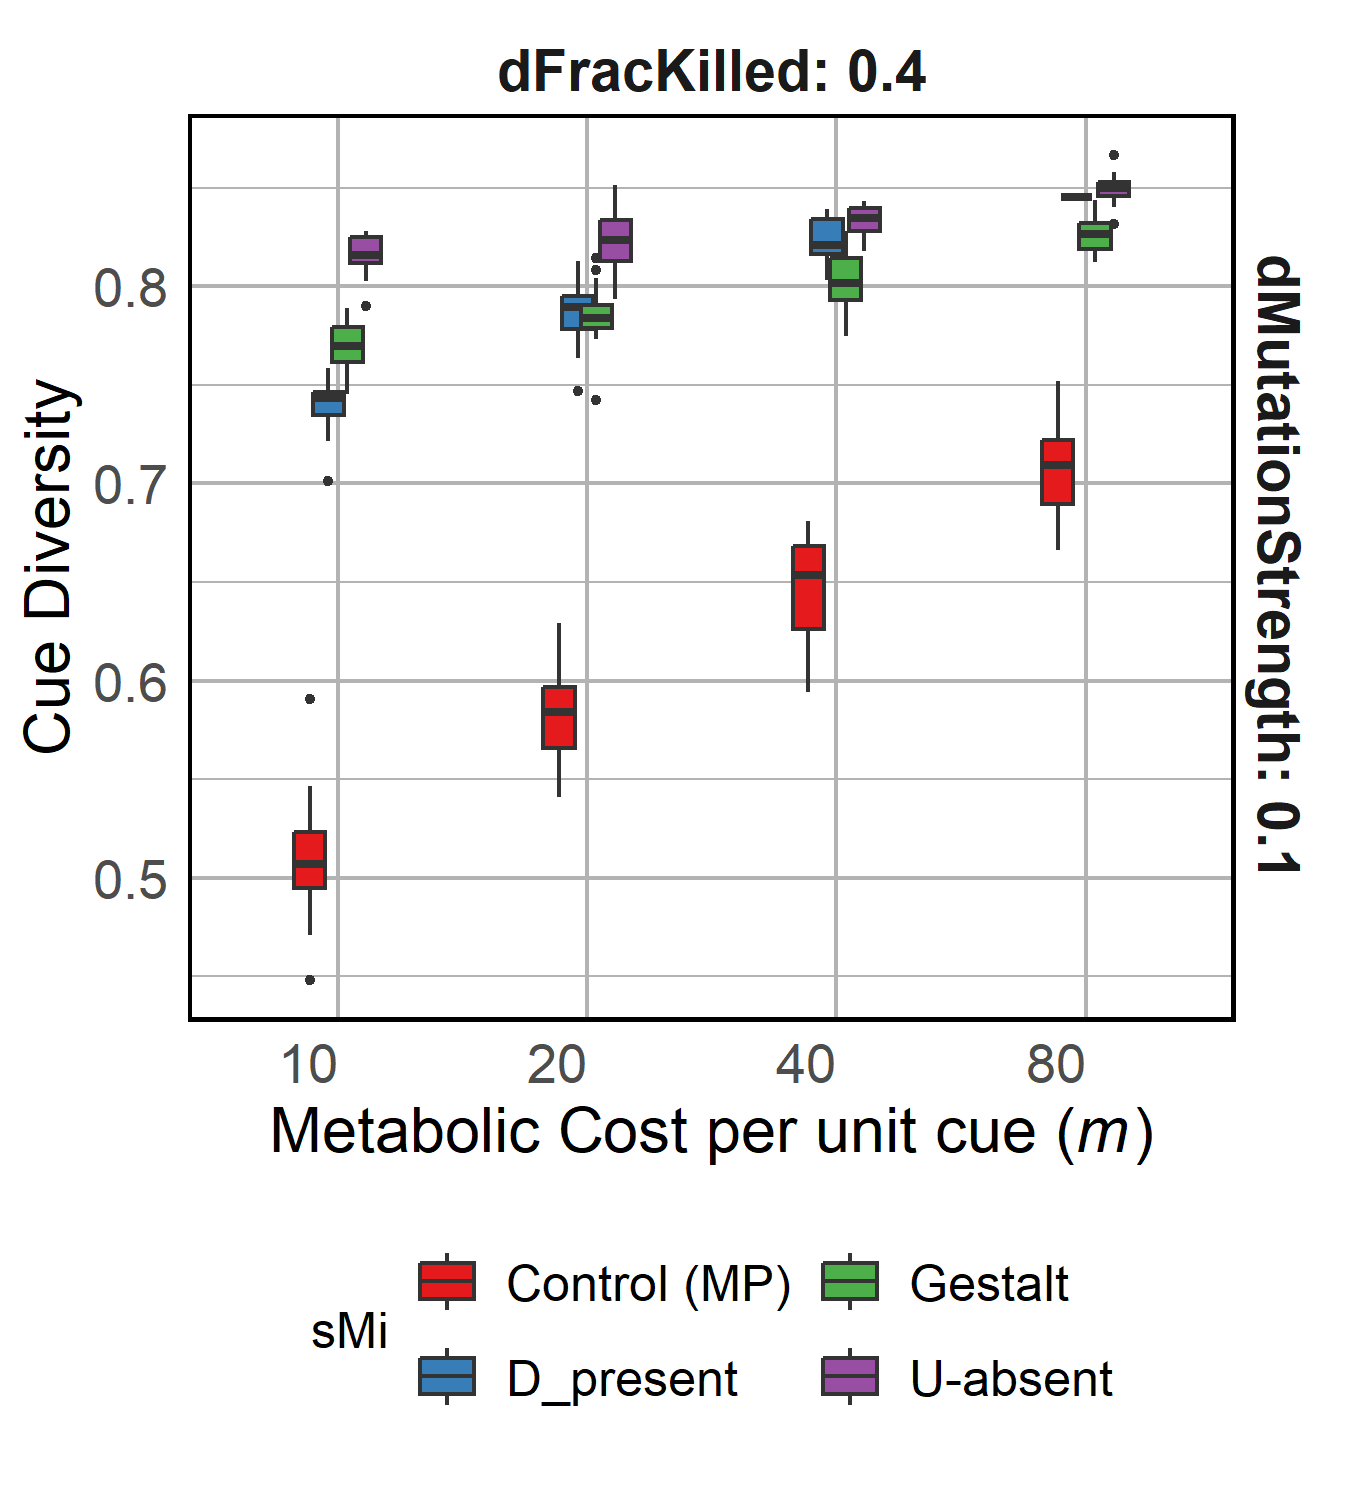 dFracKilled: 0.4
0.8
0.7
0.6
0.5
Cue Diversity
dMutationStrength: 0.1
10 20 40 80
Metabolic Cost per unit cue (m)
sMi
Control (MP) Gestalt
D_present U-absent